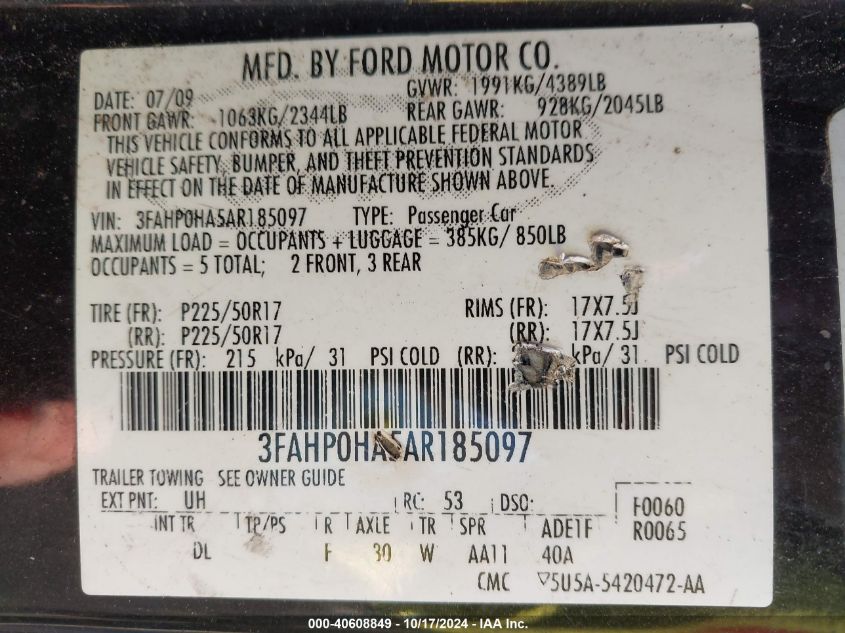 MFD. BY FORD MOTOR CO.
DATE: 07/09 GVWR: 1991KG/4389LB
FRONT GAWR: 1063KG/2344LB REAR GAWR: 928KG/2045LB
THIS VEHICLE CONFORMS TO ALL APPLICABLE FEDERAL MOTOR
VEHICLE SAFETY, BUMPER, AND THEFT PREVENTION STANDARDS
IN EFFECT ON THE DATE OF MANUFACTURE SHOWN ABOVE.
VIN: 3FAHP0HA5AR185097 TYPE: Passenger Car
MAXIMUM LOAD = OCCUPANTS + LUGGAGE = 385KG/ 850LB
OCCUPANTS = 5 TOTAL; 2 FRONT, 3 REAR
TIRE (FR): P225/50R17 RIMS (FR): 17X7.5J
(RR): P225/50R17 (RR): 17X7.5J
PRESSURE (FR): 215 kPa/ 31 PSI COLD (RR): kPa/ 31 PSI COLD
3FAHP0HA5AR185097
TRAILER TOWING SEE OWNER GUIDE
EXT PNT: UH RC: 53 DSO: F0060
INT TR TP/PS R AXLE TR SPR ADE1F R0065
DL F 30 W AA11 40A
CMC ▽5U5A-5420472-AA
000-40608849 - 10/17/2024 - IAA Inc.